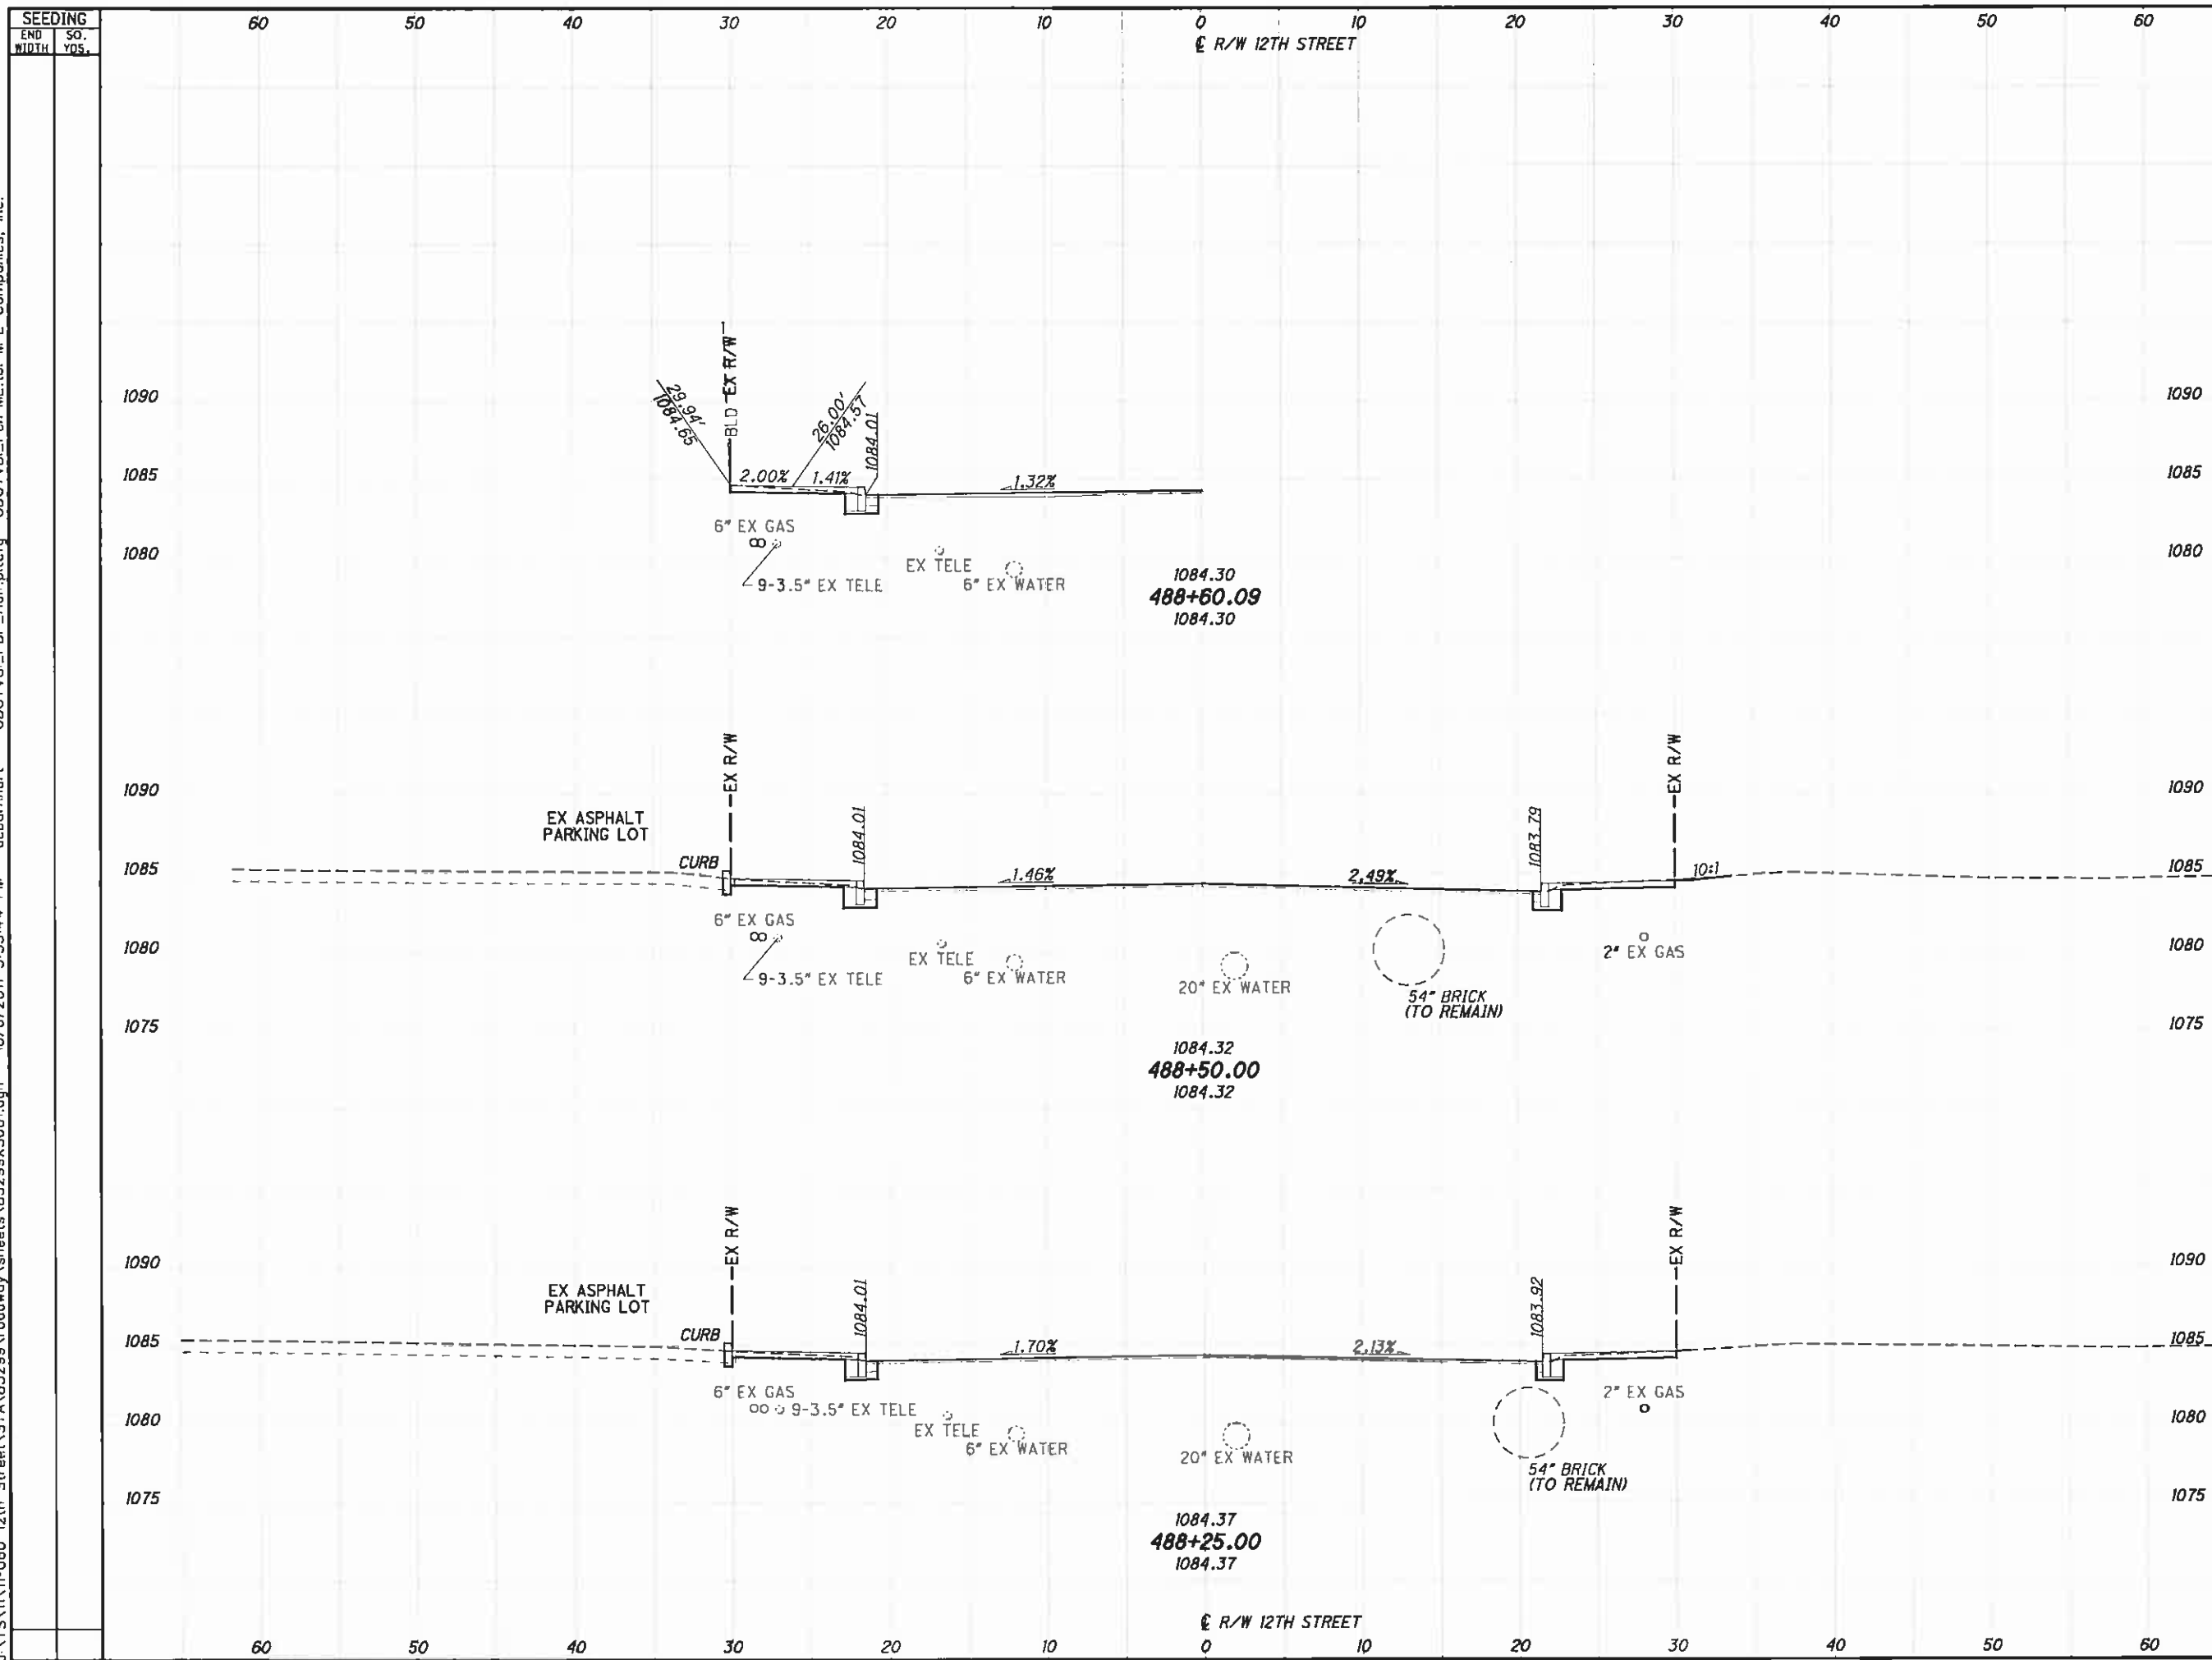 SEEDING
END WIDTH
SQ. YDS.
60 50 40 30 20 10 0 10 20 30 40 50 60
℄ R/W 12TH STREET
BLD EX R/W
29.94'
1084.65
26.00'
1084.57
1084.01
1090 1090
1085 2.00% 1.41% 1.32% 1085
6" EX GAS
1080 1080
EX TELE
9-3.5" EX TELE
6" EX WATER
1084.30
488+60.09
1084.30
EX R/W EX R/W
1090 1090
EX ASPHALT
PARKING LOT
1084.01 1083.79
1085 CURB 1.46% 2.49% 10:1 1085
6" EX GAS
1080 1080
EX TELE
2" EX GAS
9-3.5" EX TELE
6" EX WATER
20" EX WATER
54" BRICK
(TO REMAIN)
1075 1075
1084.32
488+50.00
1084.32
EX R/W EX R/W
1090 1090
EX ASPHALT
PARKING LOT
1084.01 1083.92
1085 CURB 1.70% 2.13% 1085
6" EX GAS
2" EX GAS
9-3.5" EX TELE
1080 1080
EX TELE
6" EX WATER
20" EX WATER
54" BRICK
(TO REMAIN)
1075 1075
1084.37
488+25.00
1084.37
℄ R/W 12TH STREET
60 50 40 30 20 10 0 10 20 30 40 50 60